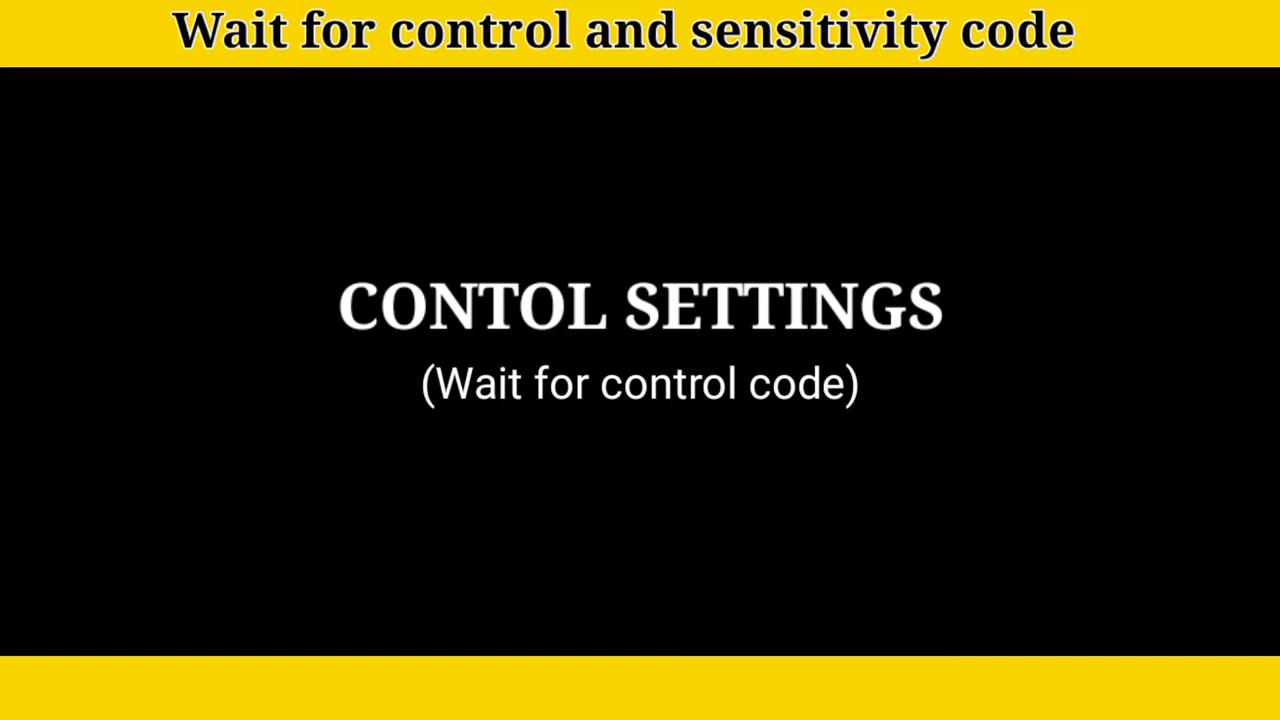 Wait for control and sensitivity code
CONTOL SETTINGS
(Wait for control code)